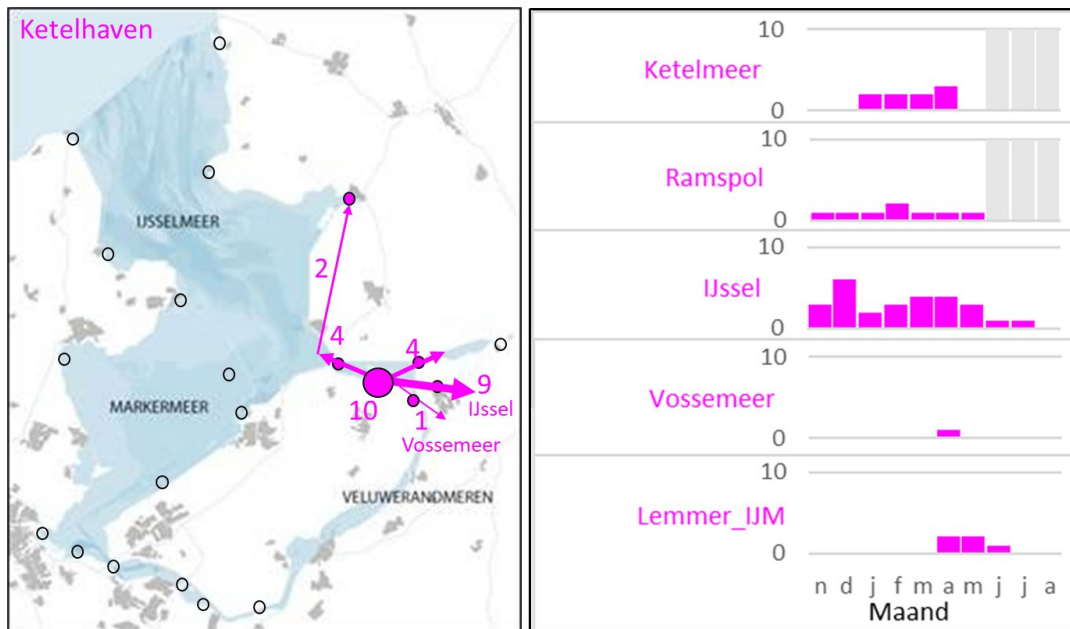 Ketelhaven
IJSSELMEER
2
4
4
9
MARKERMEER
10
1
IJssel
Vossemeer
VELUWERANDMEREN
10
Ketelmeer
0
10
Ramspol
0
10
IJssel
0
10
Vossemeer
0
10
Lemmer_IJM
0
n d j f m a m j j a
Maand